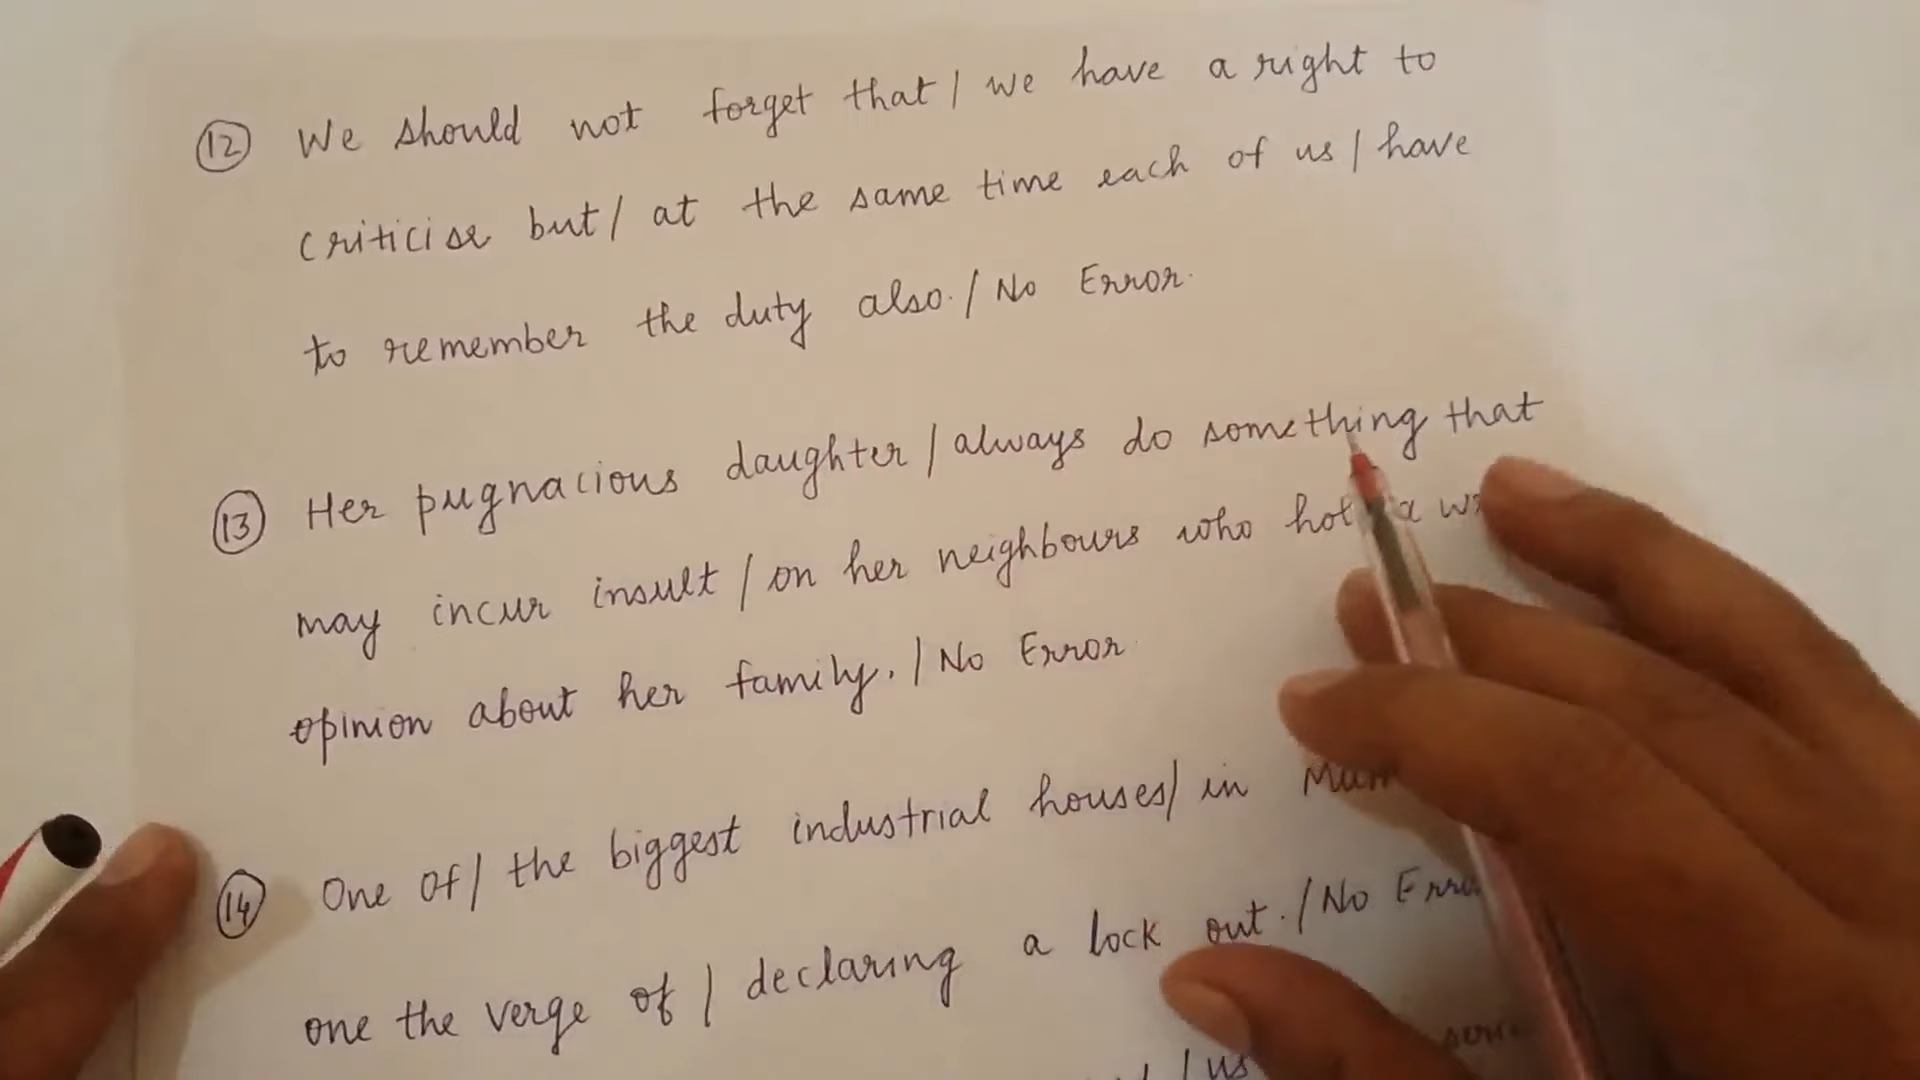 12 We should not forget that / we have a right to
criticise but / at the same time each of us / have
to remember the duty also. / No Error.
13 Her pugnacious daughter / always do something that
may incur insult / on her neighbours who a
opinion about her family. / No Error
14 One of / the biggest industrial houses / in
one the verge of / declaring a lock out. / No
/ us